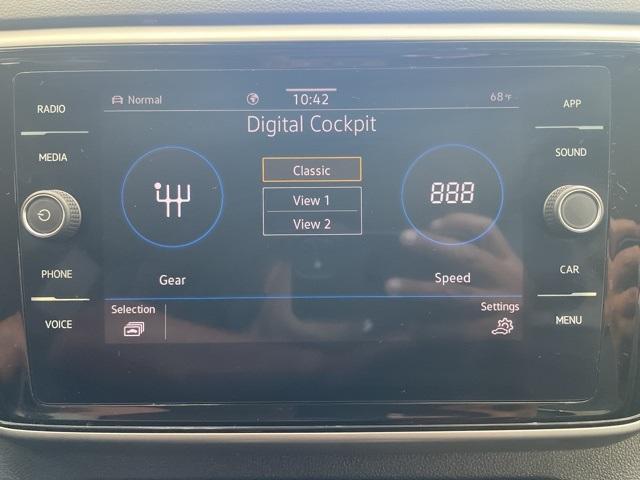 RADIO
MEDIA
PHONE
VOICE
Normal 10:42 68°F
Digital Cockpit
Classic
View 1
View 2
888
Gear
Speed
Selection
Settings
APP
SOUND
CAR
MENU